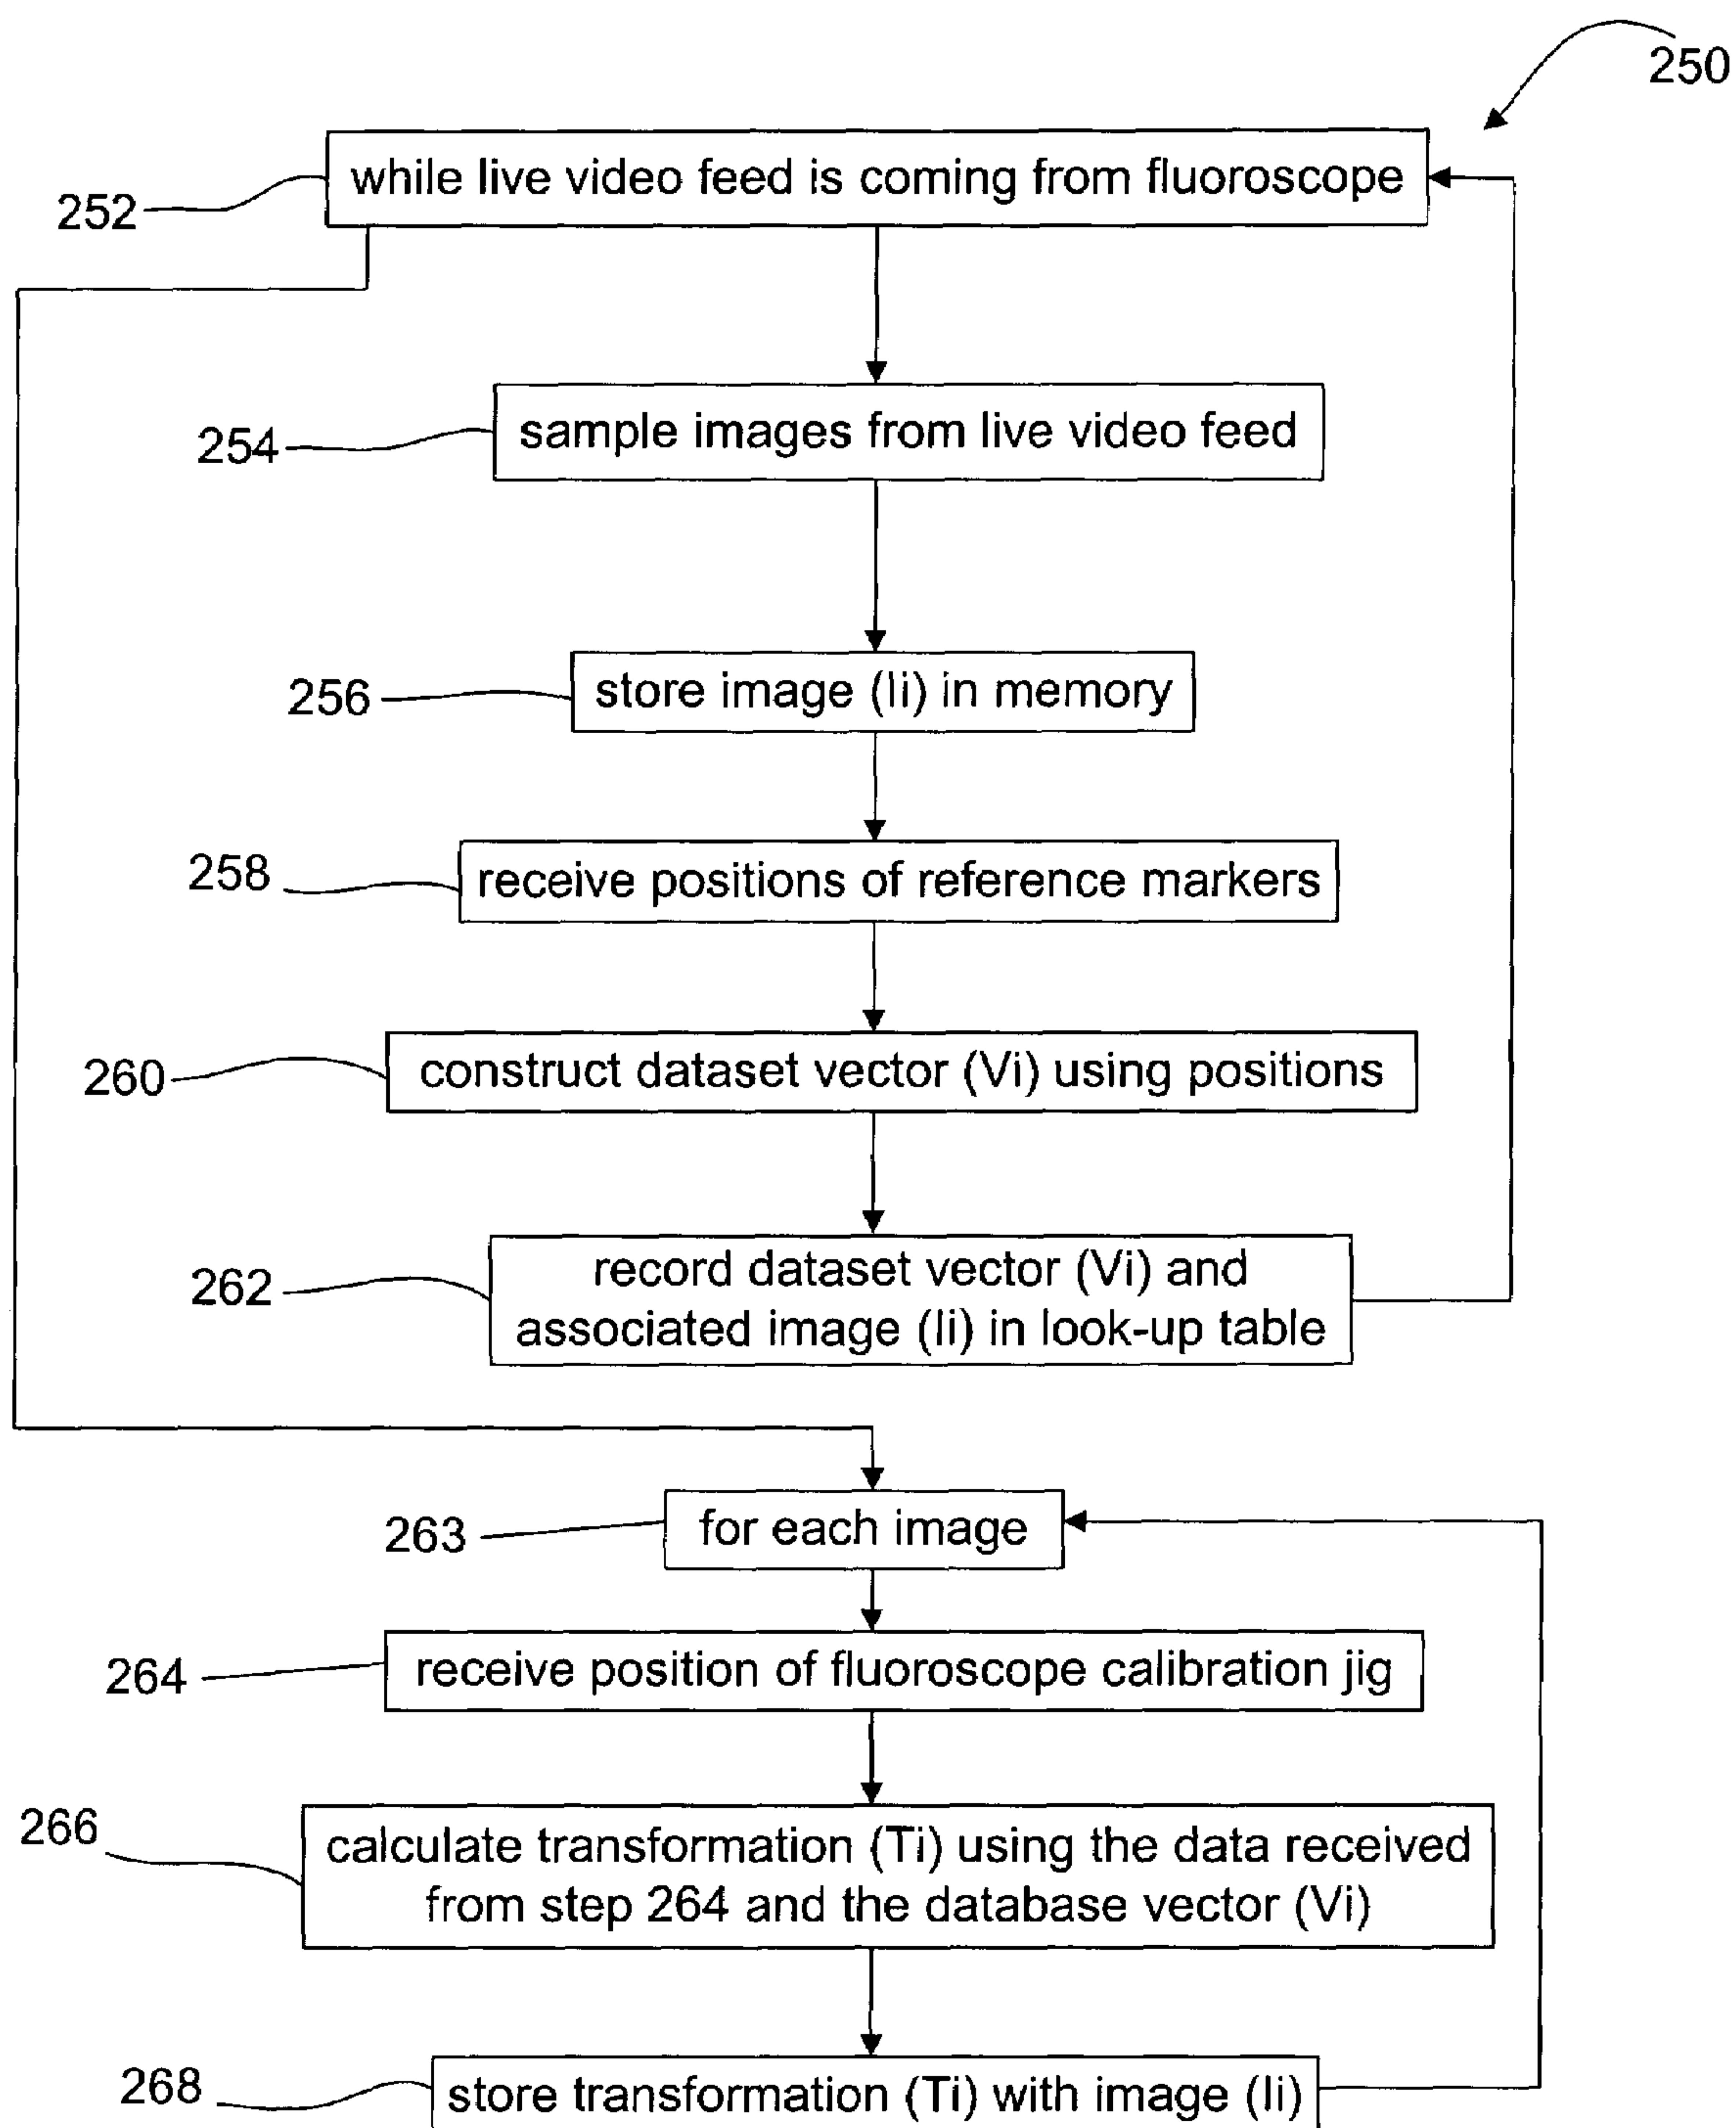 250
252
while live video feed is coming from fluoroscope
254
sample images from live video feed
256
store image (Ii) in memory
258
receive positions of reference markers
260
construct dataset vector (Vi) using positions
262
record dataset vector (Vi) and
associated image (Ii) in look-up table
263
for each image
264
receive position of fluoroscope calibration jig
266
calculate transformation (Ti) using the data received
from step 264 and the database vector (Vi)
268
store transformation (Ti) with image (Ii)